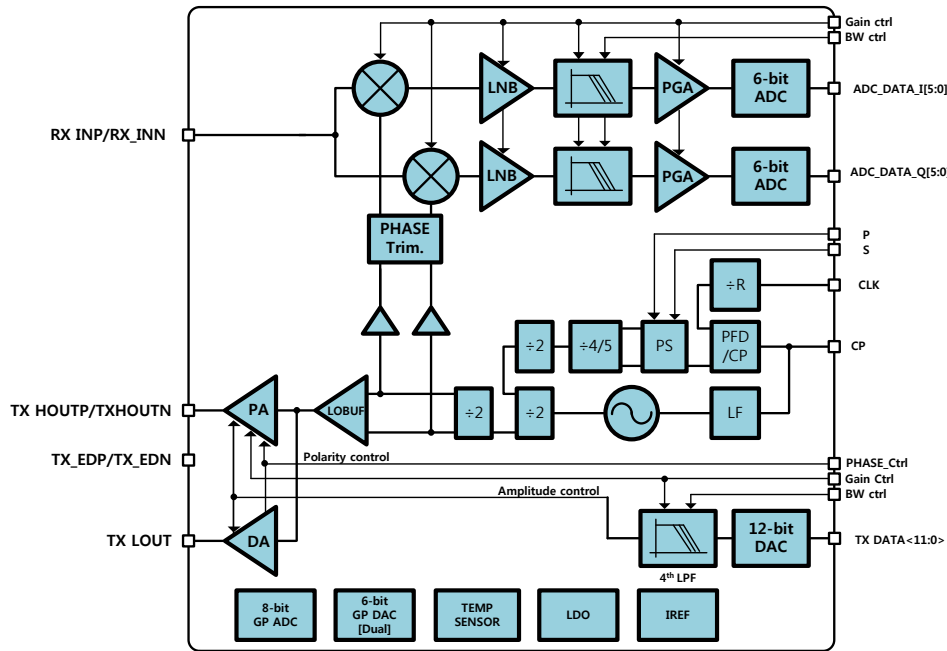 Gain ctrl
BW ctrl
LNB
PGA
6-bit
ADC
ADC_DATA_I[5:0]
RX INP/RX_INN
LNB
PGA
6-bit
ADC
ADC_DATA_Q[5:0]
PHASE
Trim.
P
S
÷R
CLK
÷2
÷4/5
PS
PFD
/CP
CP
TX HOUTP/TXHOUTN
PA
LOBUF
÷2
÷2
LF
TX_EDP/TX_EDN
Polarity control
PHASE_Ctrl
Gain Ctrl
Amplitude control
BW ctrl
TX LOUT
DA
12-bit
DAC
TX DATA<11:0>
4th LPF
8-bit
GP ADC
6-bit
GP DAC
[Dual]
TEMP
SENSOR
LDO
IREF